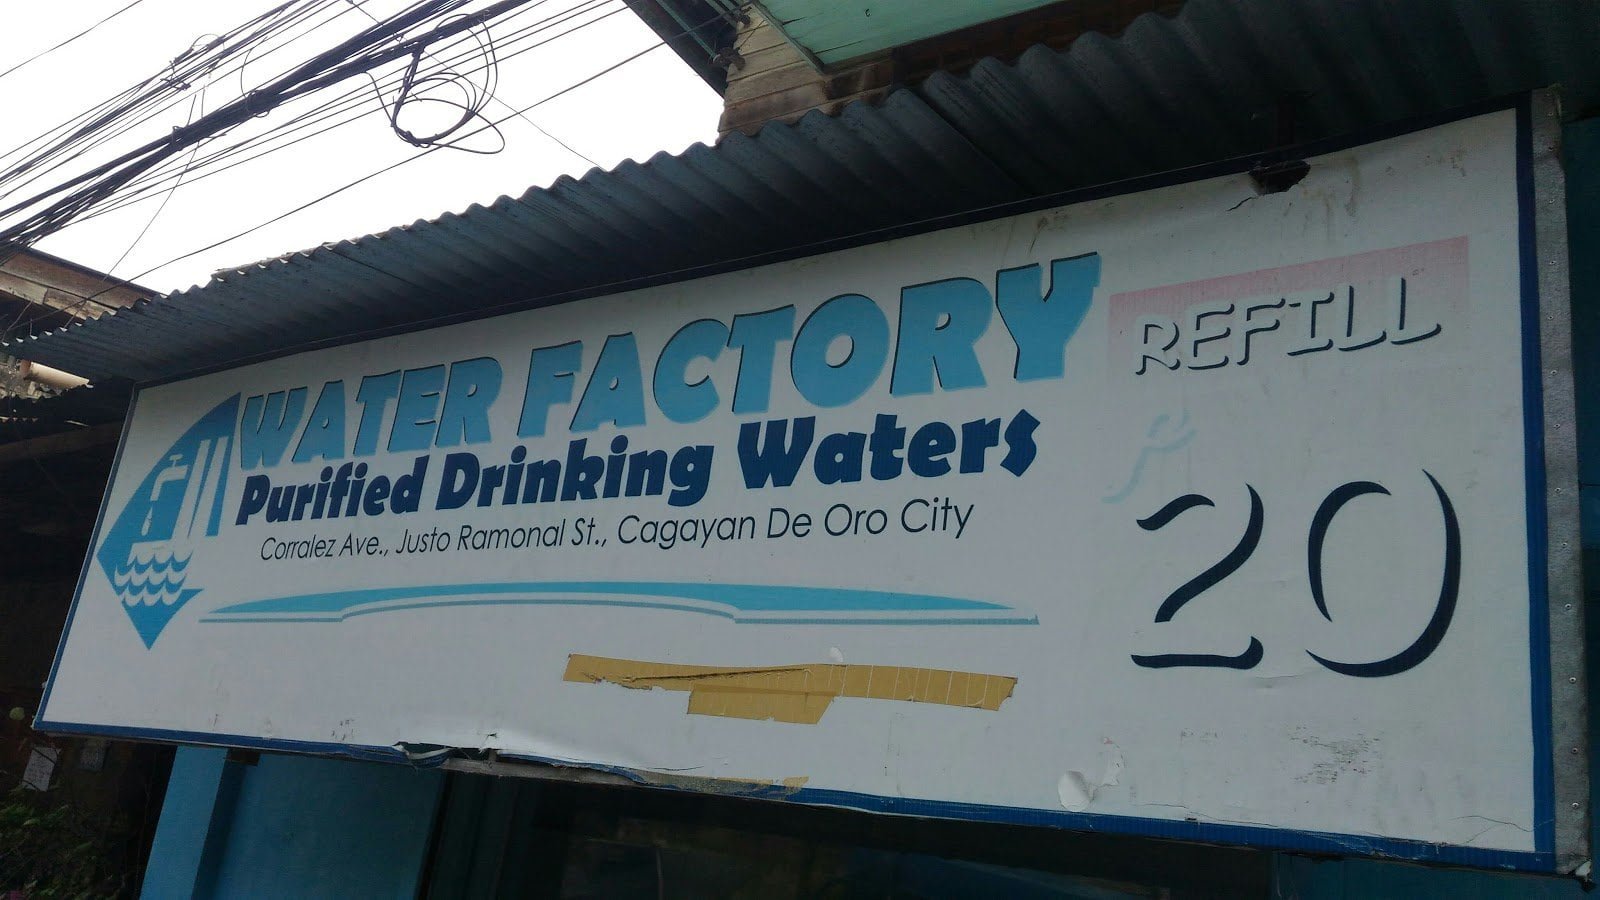 WATER FACTORY
Purified Drinking Waters
Corralez Ave., Justo Ramonal St., Cagayan De Oro City
REFILL
20